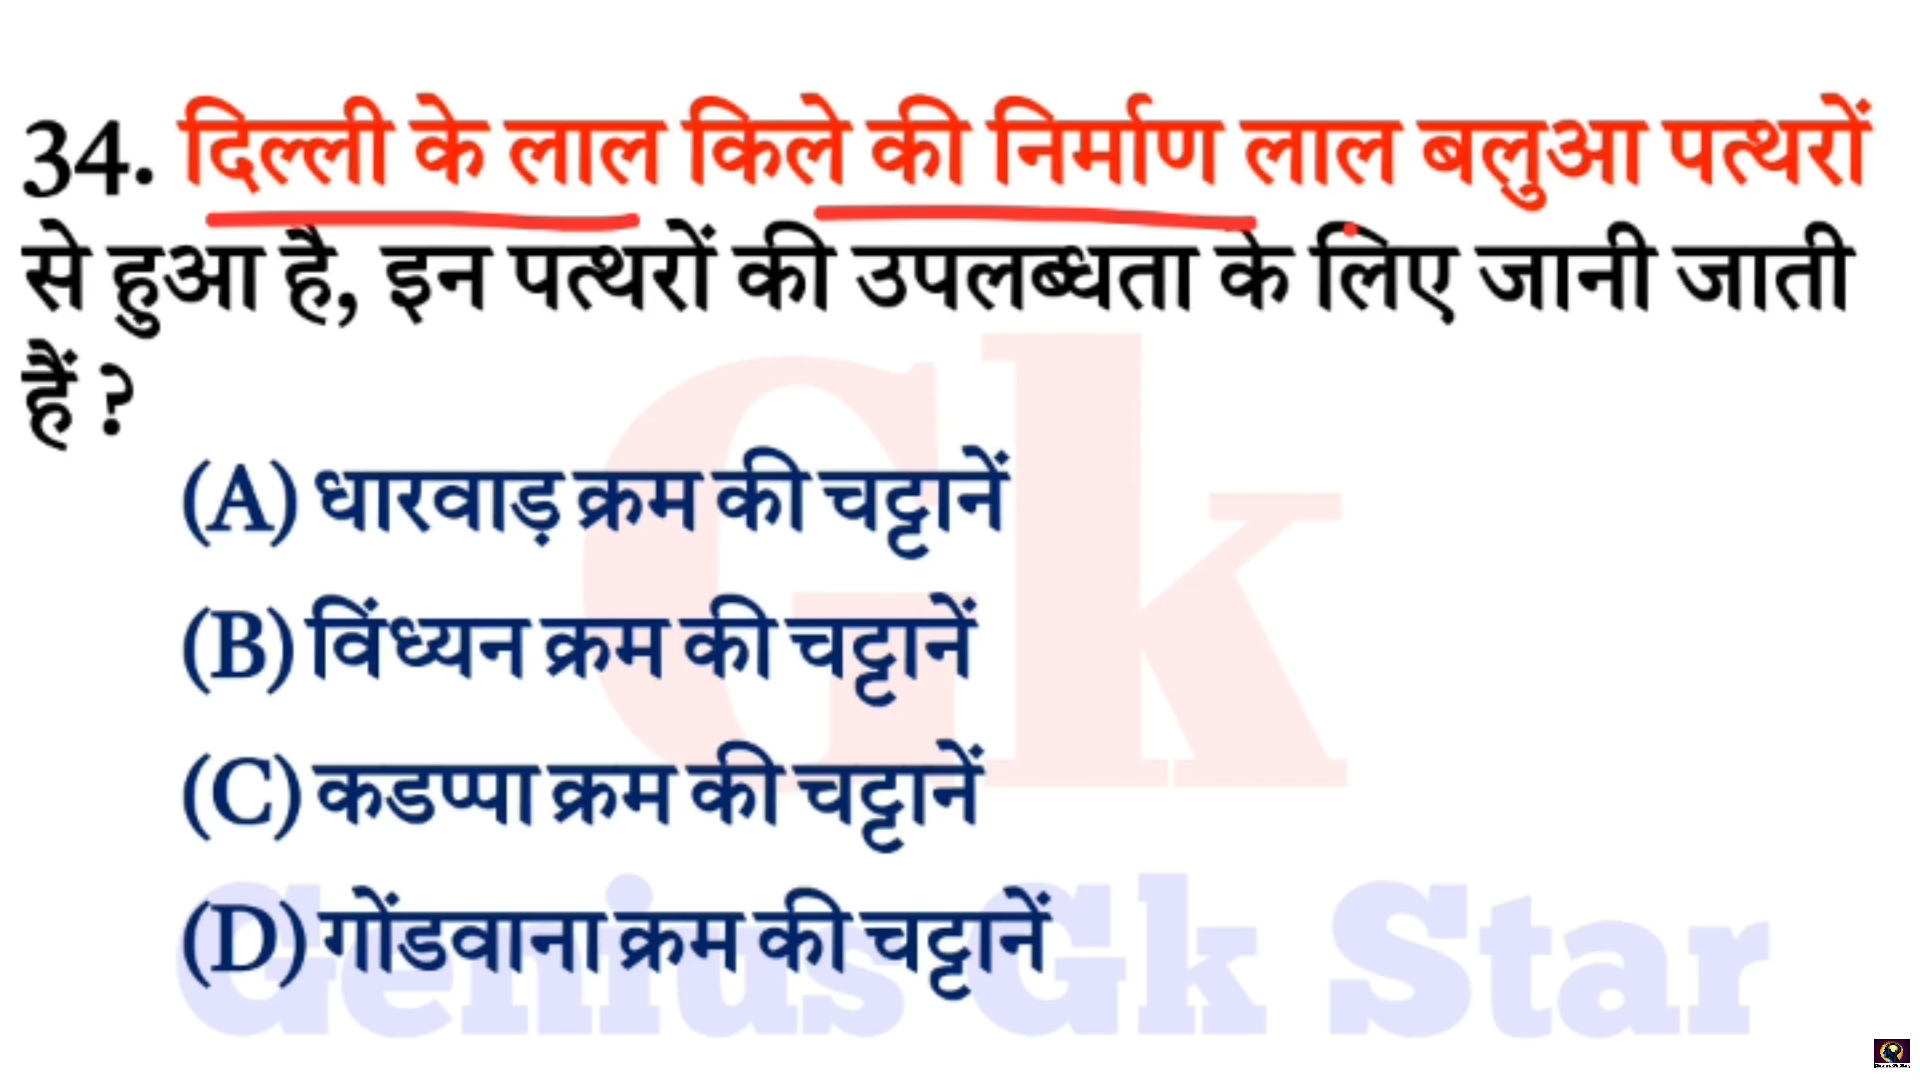 34. दिल्ली के लाल किले की निर्माण लाल बलुआ पत्थरों
से हुआ है, इन पत्थरों की उपलब्धता के लिए जानी जाती
हैं ?
(A) धारवाड़ क्रम की चट्टानें
(B) विंध्यन क्रम की चट्टानें
(C) कडप्पा क्रम की चट्टानें
(D) गोंडवाना क्रम की चट्टानें
Gk
Genius Gk Star